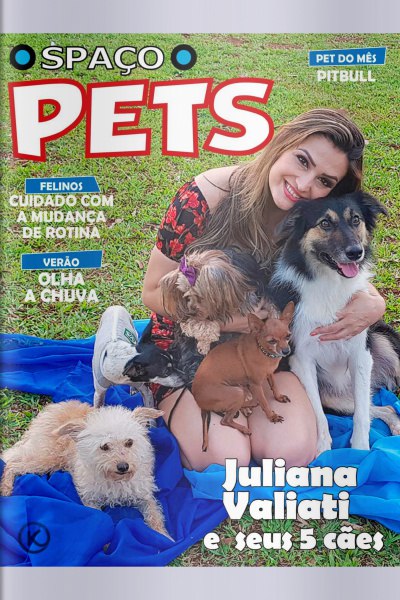 SPAÇO
PETS
PET DO MÊS
PITBULL
FELINOS
CUIDADO COM
A MUDANÇA
DE ROTINA
VERÃO
OLHA
A CHUVA
Juliana
Valiati
e seus 5 cães
K